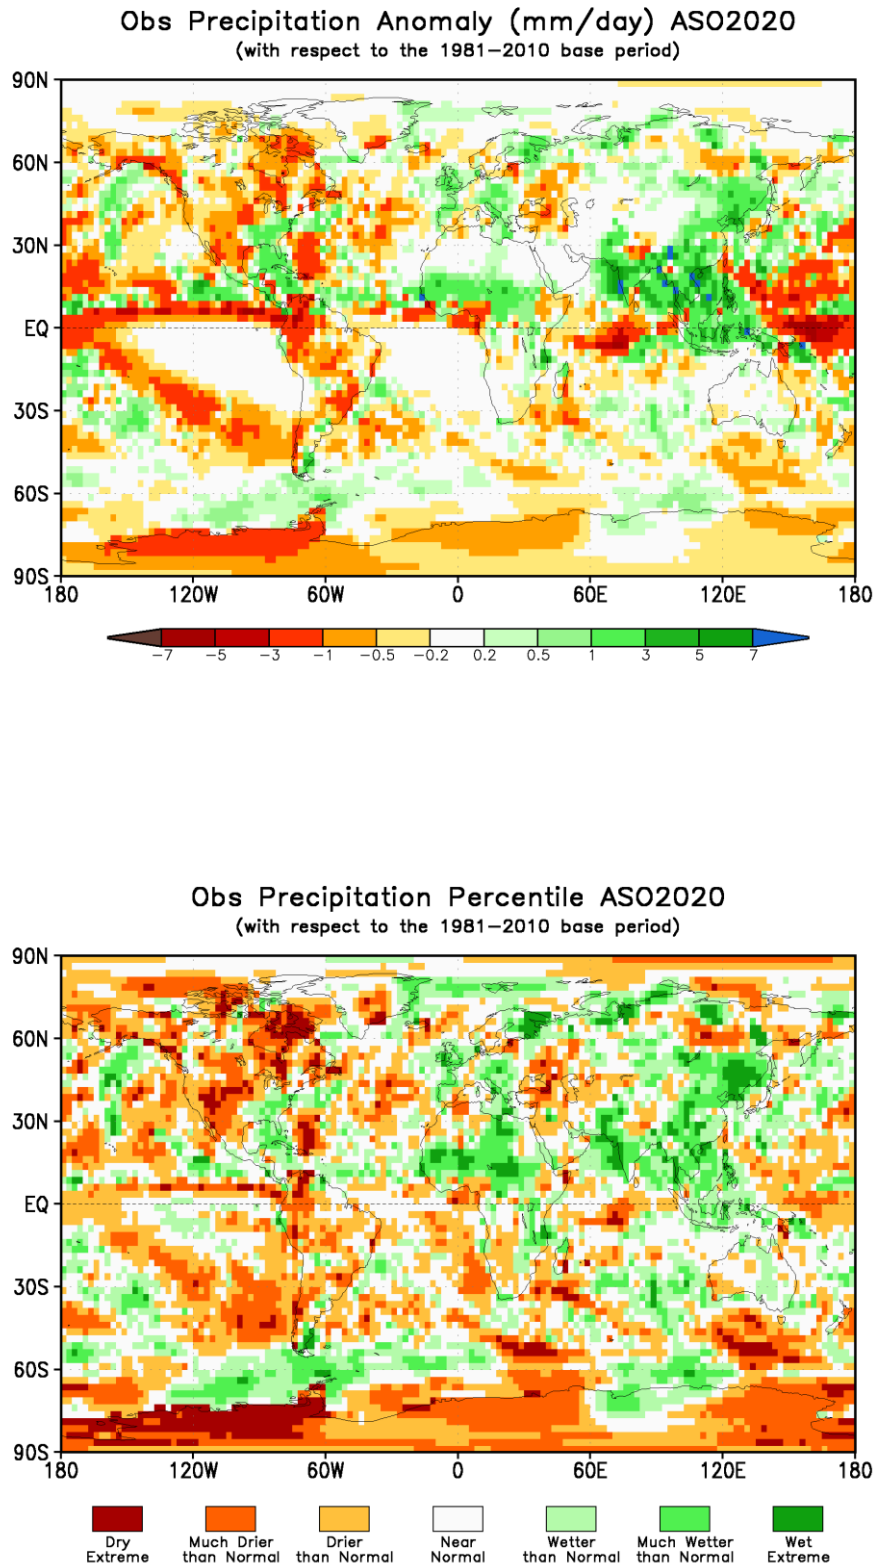 Obs Precipitation Anomaly (mm/day) ASO2020
(with respect to the 1981–2010 base period)
90N
60N
30N
EQ
30S
60S
90S
180 120W 60W 0 60E 120E 180
−7 −5 −3 −1 −0.5 −0.2 0.2 0.5 1 3 5 7
Obs Precipitation Percentile ASO2020
(with respect to the 1981–2010 base period)
90N
60N
30N
EQ
30S
60S
90S
180 120W 60W 0 60E 120E 180
Dry Much Drier Drier Near Wetter Much Wetter Wet
Extreme than Normal than Normal Normal than Normal than Normal Extreme